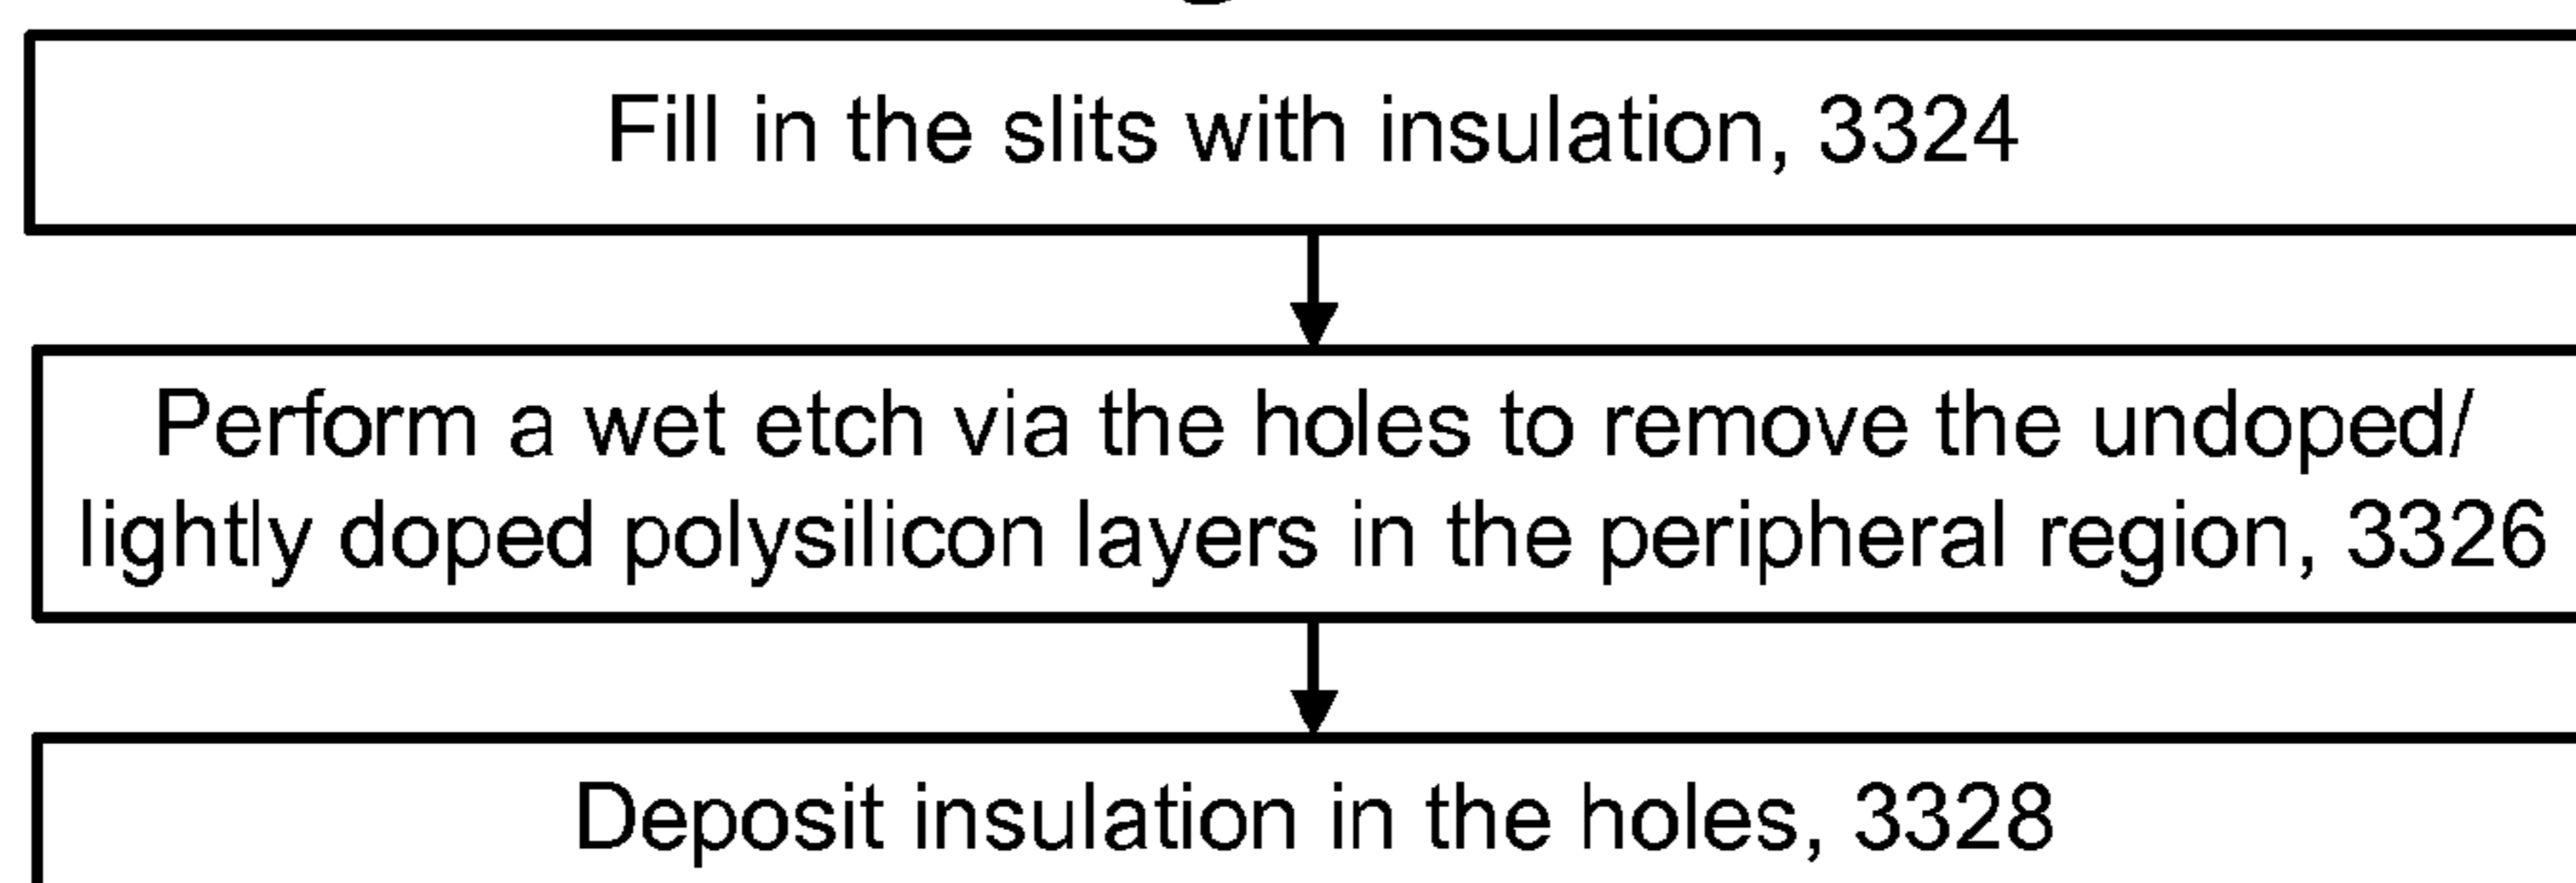 Fill in the slits with insulation, 3324
Perform a wet etch via the holes to remove the undoped/
lightly doped polysilicon layers in the peripheral region, 3326
Deposit insulation in the holes, 3328